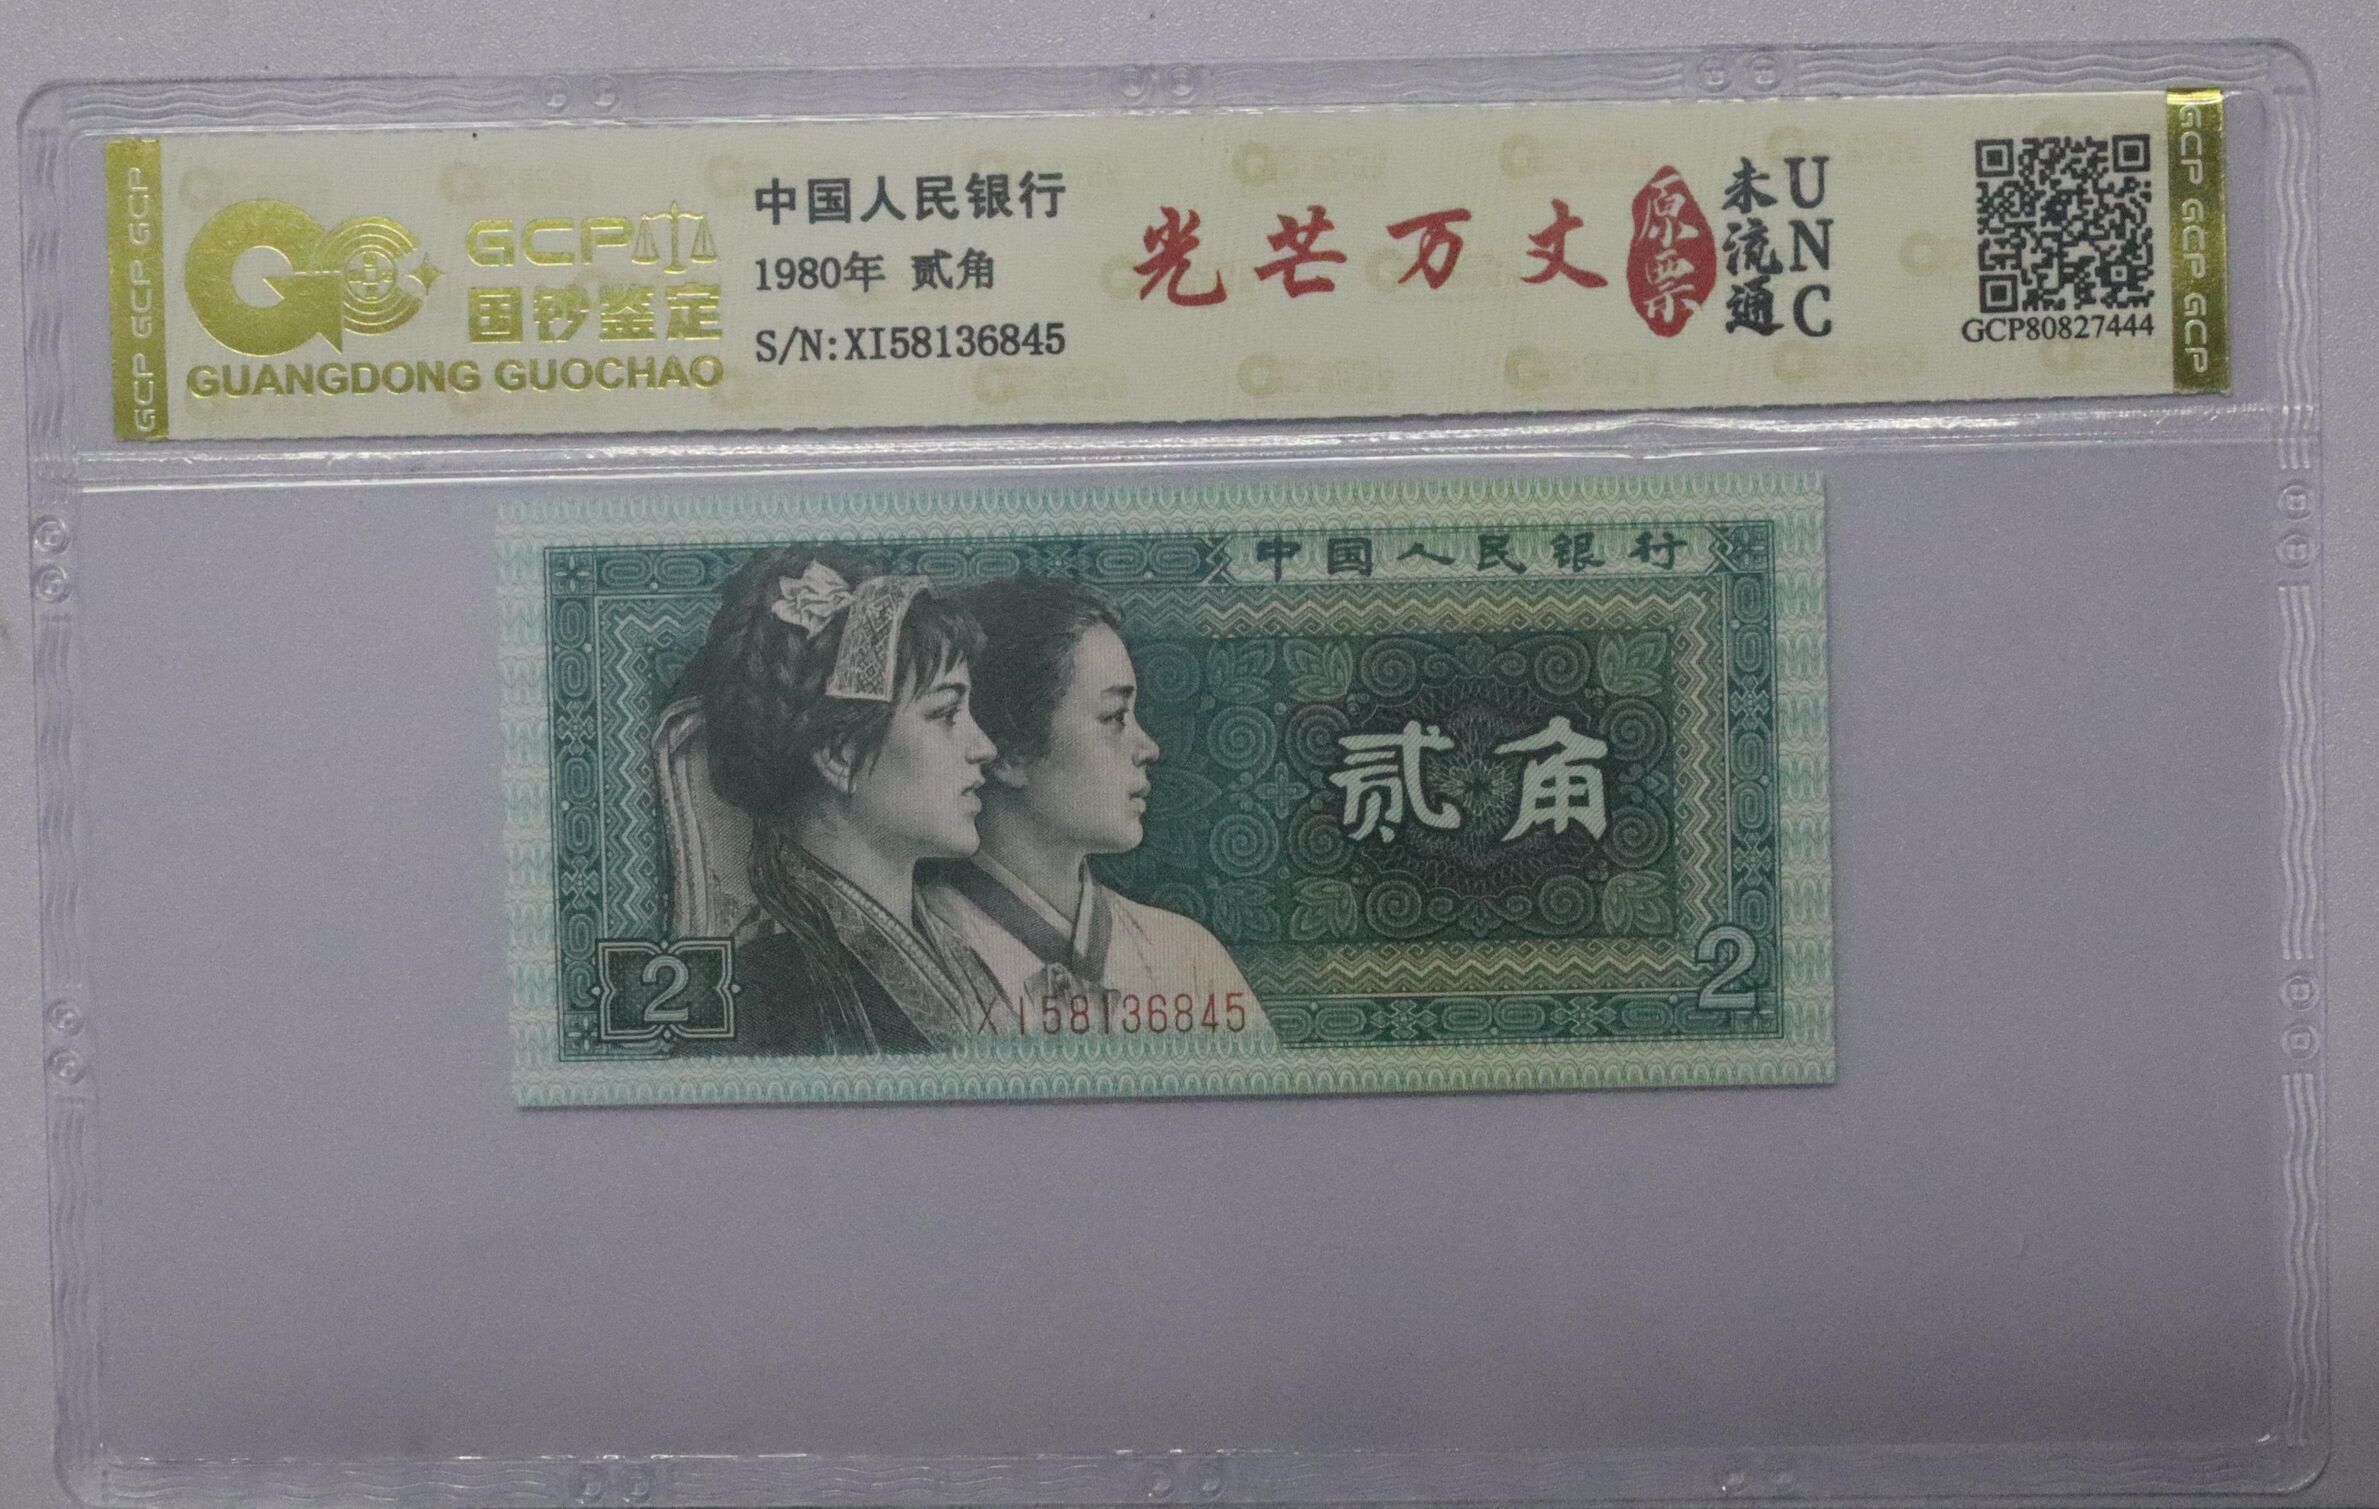 GCP GCP GCP
GCP
国钞鉴定
GUANGDONG GUOCHAO
中国人民银行
1980年 贰角
S/N:XI58136845
光芒万丈
原票
未流通
UNC
GCP80827444
GCP GCP GCP
中国人民银行
贰角
2
2
XI58136845